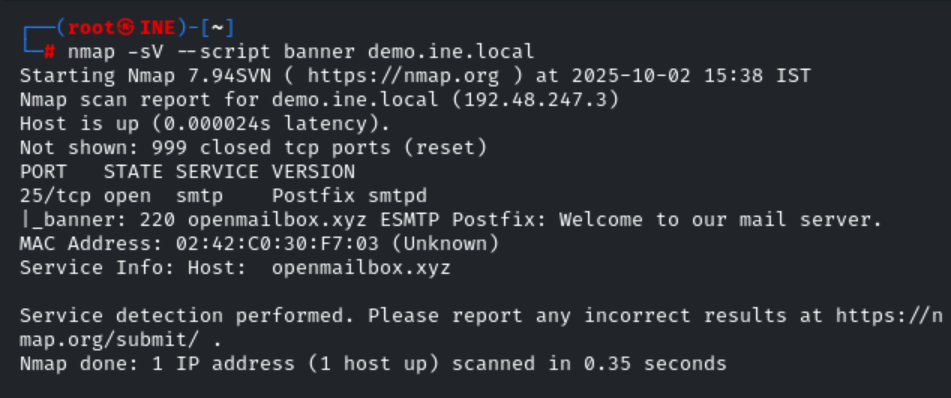 ┌──(root㉿INE)-[~]
└─# nmap -sV --script banner demo.ine.local
Starting Nmap 7.94SVN ( https://nmap.org ) at 2025-10-02 15:38 IST
Nmap scan report for demo.ine.local (192.48.247.3)
Host is up (0.000024s latency).
Not shown: 999 closed tcp ports (reset)
PORT   STATE SERVICE VERSION
25/tcp open  smtp    Postfix smtpd
|_banner: 220 openmailbox.xyz ESMTP Postfix: Welcome to our mail server.
MAC Address: 02:42:C0:30:F7:03 (Unknown)
Service Info: Host:  openmailbox.xyz

Service detection performed. Please report any incorrect results at https://n
map.org/submit/ .
Nmap done: 1 IP address (1 host up) scanned in 0.35 seconds